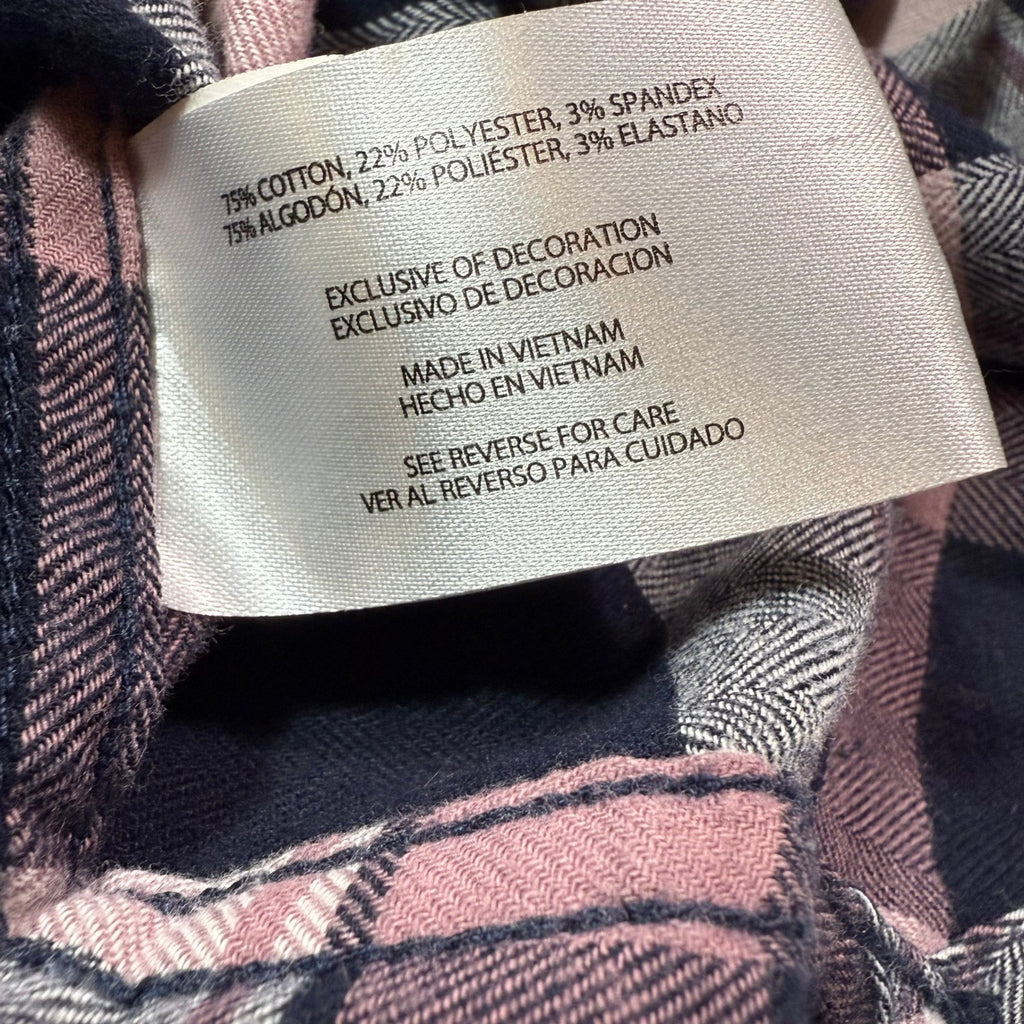 75% COTTON, 22% POLYESTER, 3% SPANDEX
75% ALGODÓN, 22% POLIÉSTER, 3% ELASTANO
EXCLUSIVE OF DECORATION
EXCLUSIVO DE DECORACION
MADE IN VIETNAM
HECHO EN VIETNAM
SEE REVERSE FOR CARE
VER AL REVERSO PARA CUIDADO